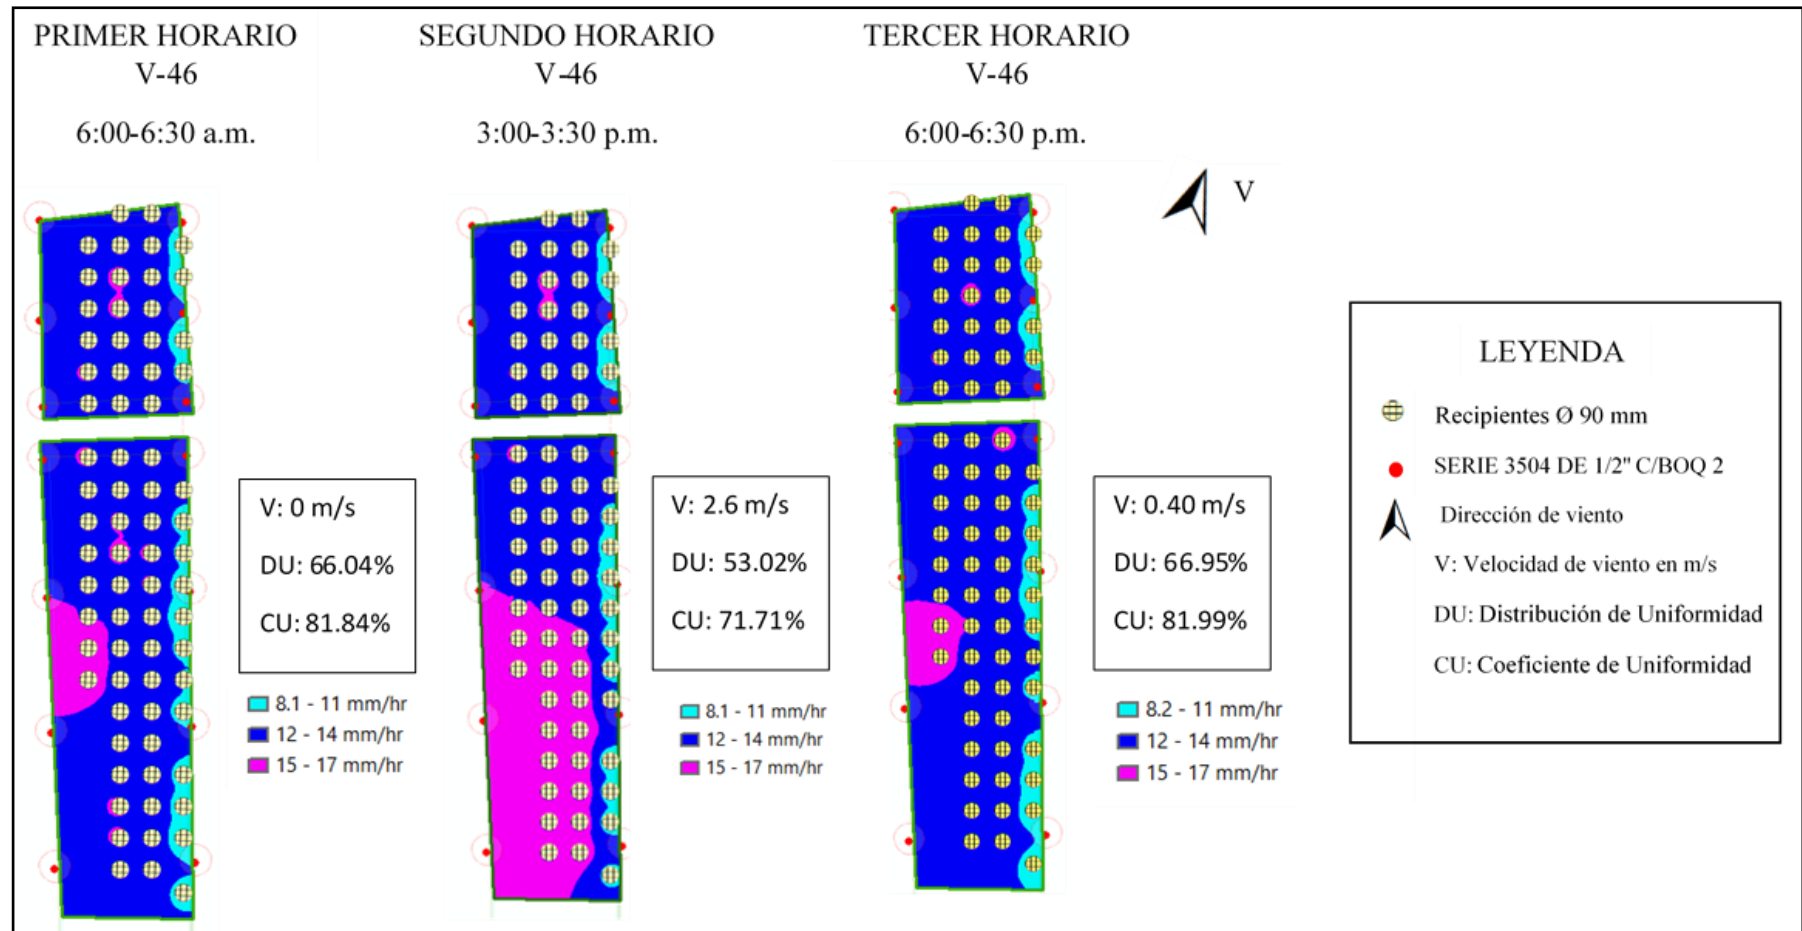 PRIMER HORARIO
V-46
6:00-6:30 a.m.
SEGUNDO HORARIO
V-46
3:00-3:30 p.m.
TERCER HORARIO
V-46
6:00-6:30 p.m.
V
V: 0 m/s
DU: 66.04%
CU: 81.84%
8.1 - 11 mm/hr
12 - 14 mm/hr
15 - 17 mm/hr
V: 2.6 m/s
DU: 53.02%
CU: 71.71%
8.1 - 11 mm/hr
12 - 14 mm/hr
15 - 17 mm/hr
V: 0.40 m/s
DU: 66.95%
CU: 81.99%
8.2 - 11 mm/hr
12 - 14 mm/hr
15 - 17 mm/hr
LEYENDA
Recipientes Ø 90 mm
SERIE 3504 DE 1/2" C/BOQ 2
Dirección de viento
V: Velocidad de viento en m/s
DU: Distribución de Uniformidad
CU: Coeficiente de Uniformidad